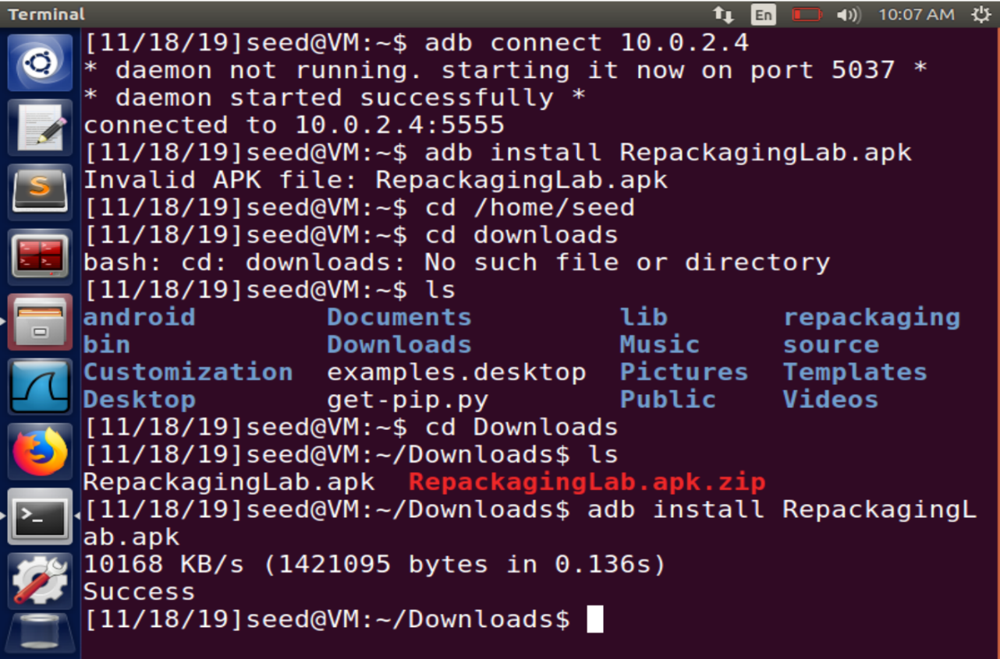 Terminal En 10:07 AM
[11/18/19]seed@VM:~$ adb connect 10.0.2.4
* daemon not running. starting it now on port 5037 *
* daemon started successfully *
connected to 10.0.2.4:5555
[11/18/19]seed@VM:~$ adb install RepackagingLab.apk
Invalid APK file: RepackagingLab.apk
[11/18/19]seed@VM:~$ cd /home/seed
[11/18/19]seed@VM:~$ cd downloads
bash: cd: downloads: No such file or directory
[11/18/19]seed@VM:~$ ls
android Documents lib repackaging
bin Downloads Music source
Customization examples.desktop Pictures Templates
Desktop get-pip.py Public Videos
[11/18/19]seed@VM:~$ cd Downloads
[11/18/19]seed@VM:~/Downloads$ ls
RepackagingLab.apk RepackagingLab.apk.zip
[11/18/19]seed@VM:~/Downloads$ adb install RepackagingL
ab.apk
10168 KB/s (1421095 bytes in 0.136s)
Success
[11/18/19]seed@VM:~/Downloads$